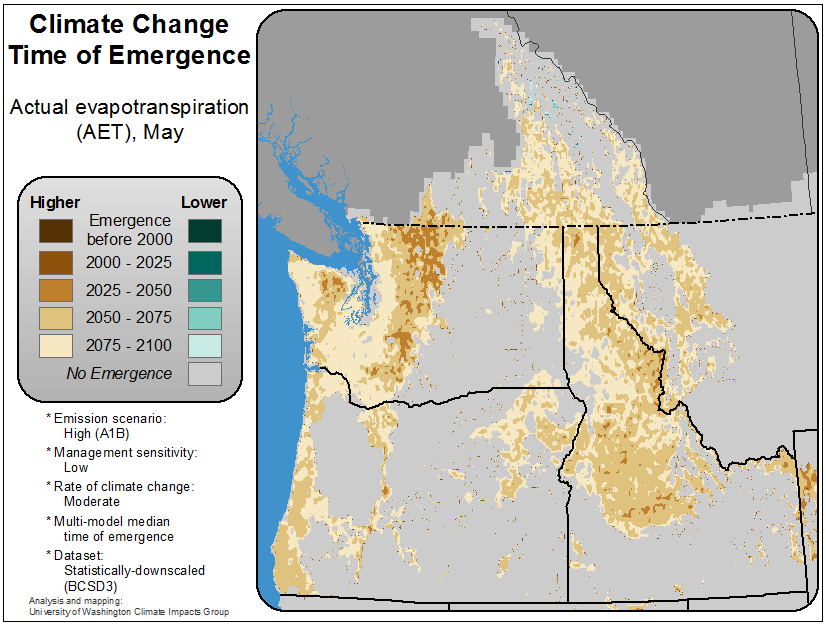 Climate Change
Time of Emergence
Actual evapotranspiration
(AET), May
Higher
Lower
Emergence
before 2000
2000 - 2025
2025 - 2050
2050 - 2075
2075 - 2100
No Emergence
* Emission scenario:
High (A1B)
* Management sensitivity:
Low
* Rate of climate change:
Moderate
* Multi-model median
time of emergence
* Dataset:
Statistically-downscaled
(BCSD3)
Analysis and mapping:
University of Washington Climate Impacts Group